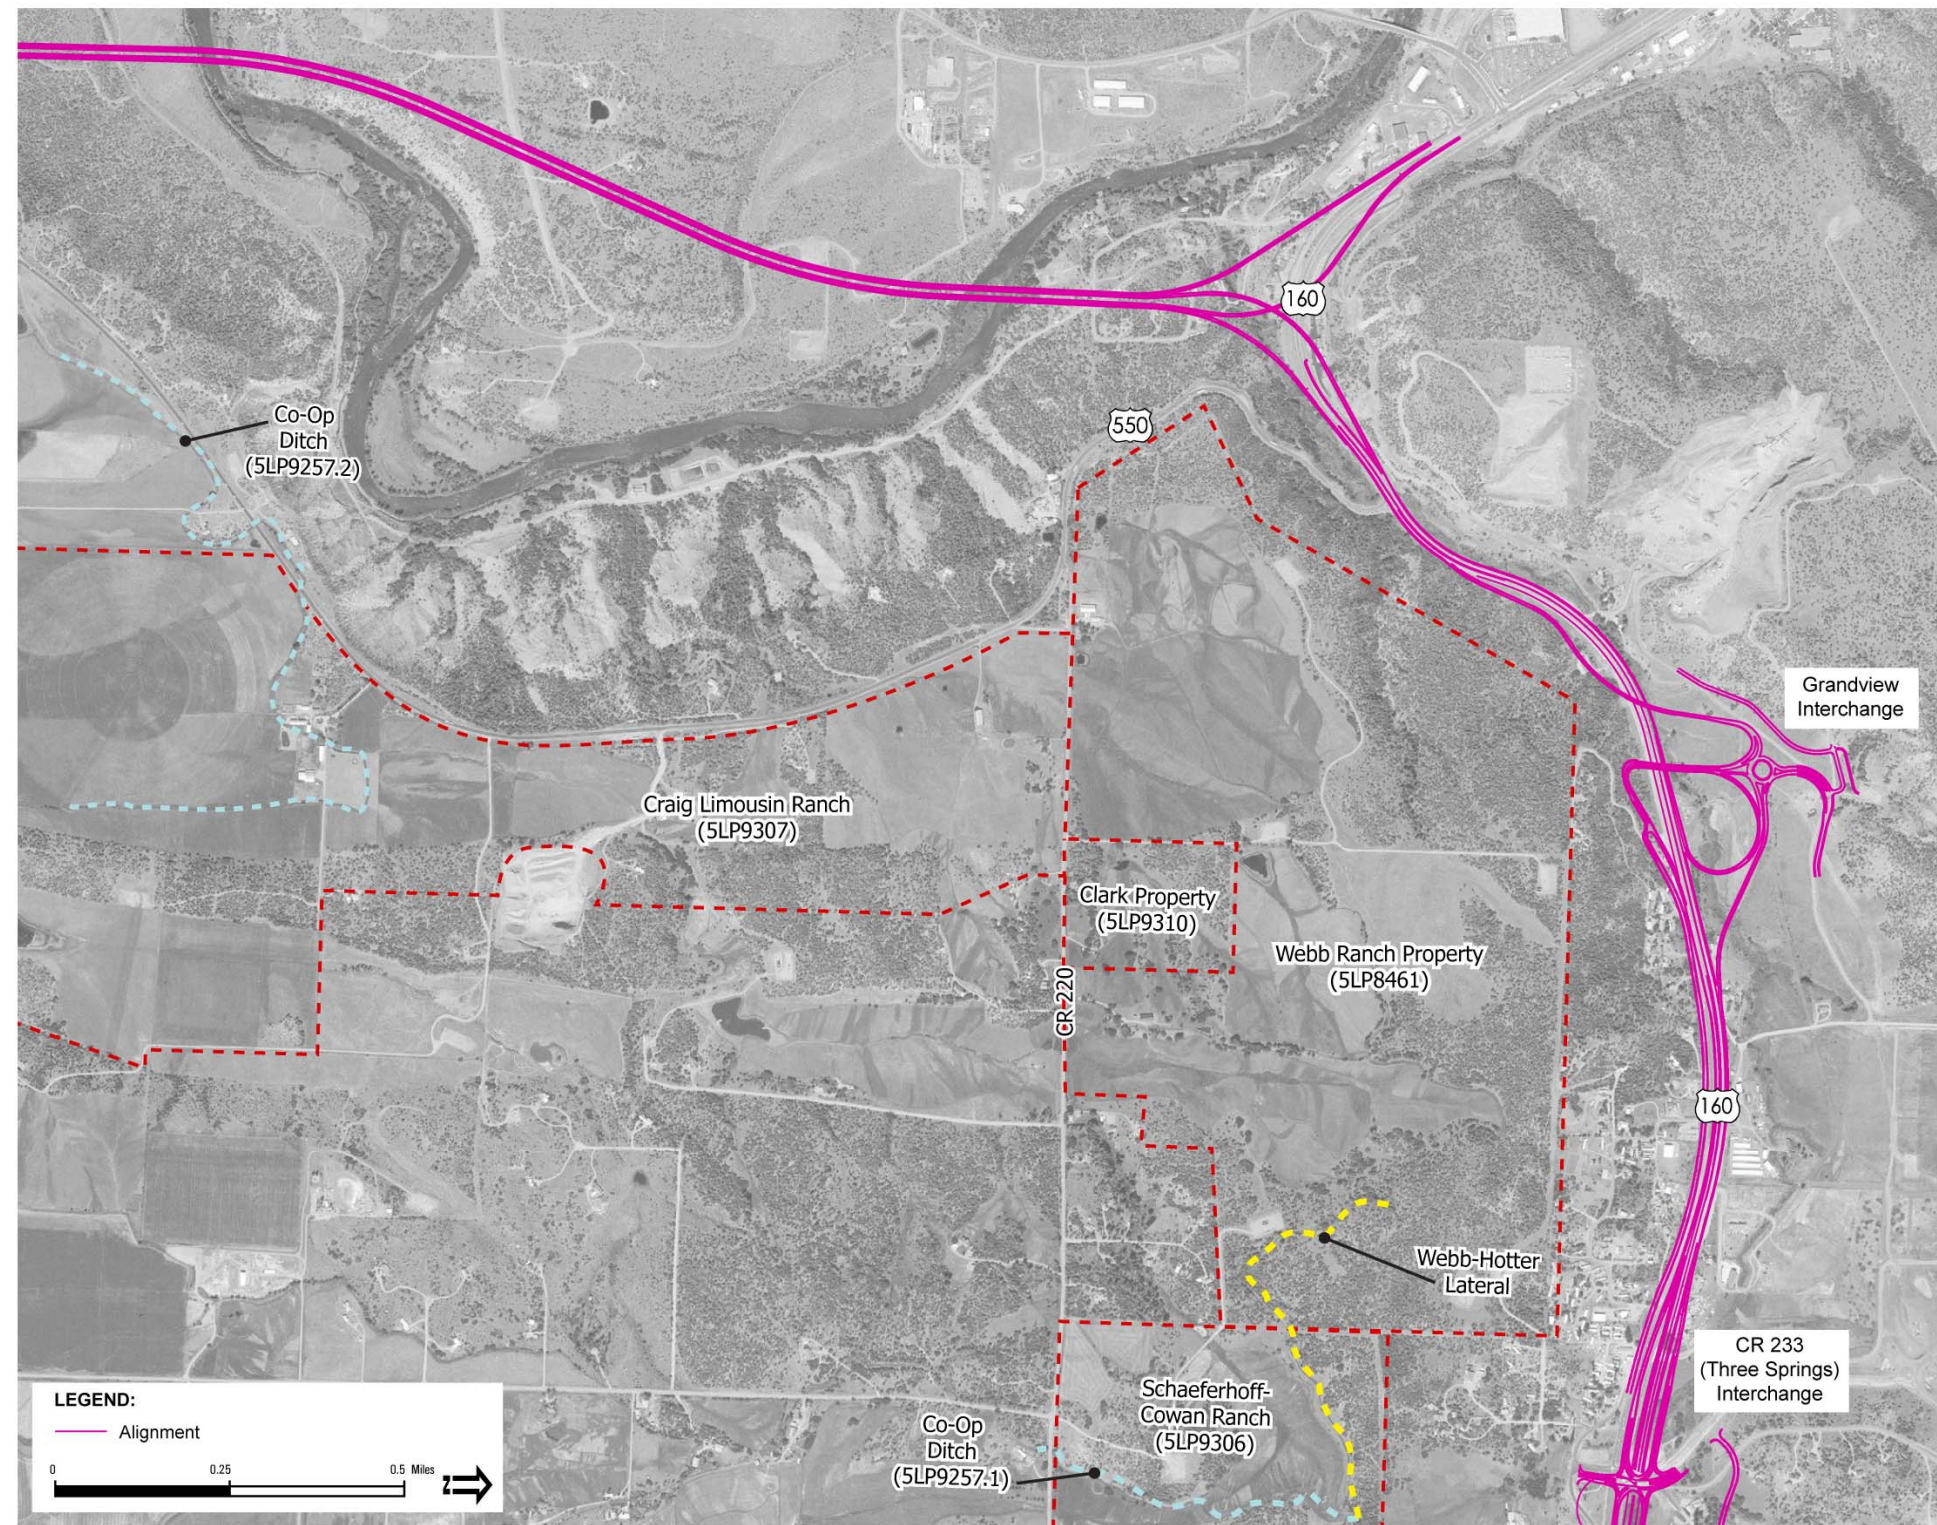 160
Co-Op
Ditch
(5LP9257.2)
550
Grandview
Interchange
Craig Limousin Ranch
(5LP9307)
Clark Property
(5LP9310)
Webb Ranch Property
(5LP8461)
CR 220
160
Webb-Hotter
Lateral
CR 233
(Three Springs)
Interchange
Schaeferhoff-
Cowan Ranch
(5LP9306)
Co-Op
Ditch
(5LP9257.1)
LEGEND:
Alignment
0 0.25 0.5 Miles
N